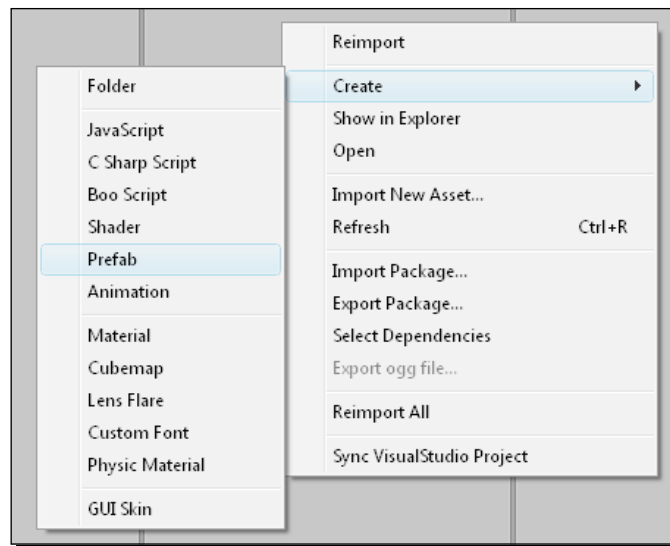 Reimport
Create
Show in Explorer
Open
Import New Asset...
Refresh Ctrl+R
Import Package...
Export Package...
Select Dependencies
Export ogg file...
Reimport All
Sync VisualStudio Project
Folder
JavaScript
C Sharp Script
Boo Script
Shader
Prefab
Animation
Material
Cubemap
Lens Flare
Custom Font
Physic Material
GUI Skin